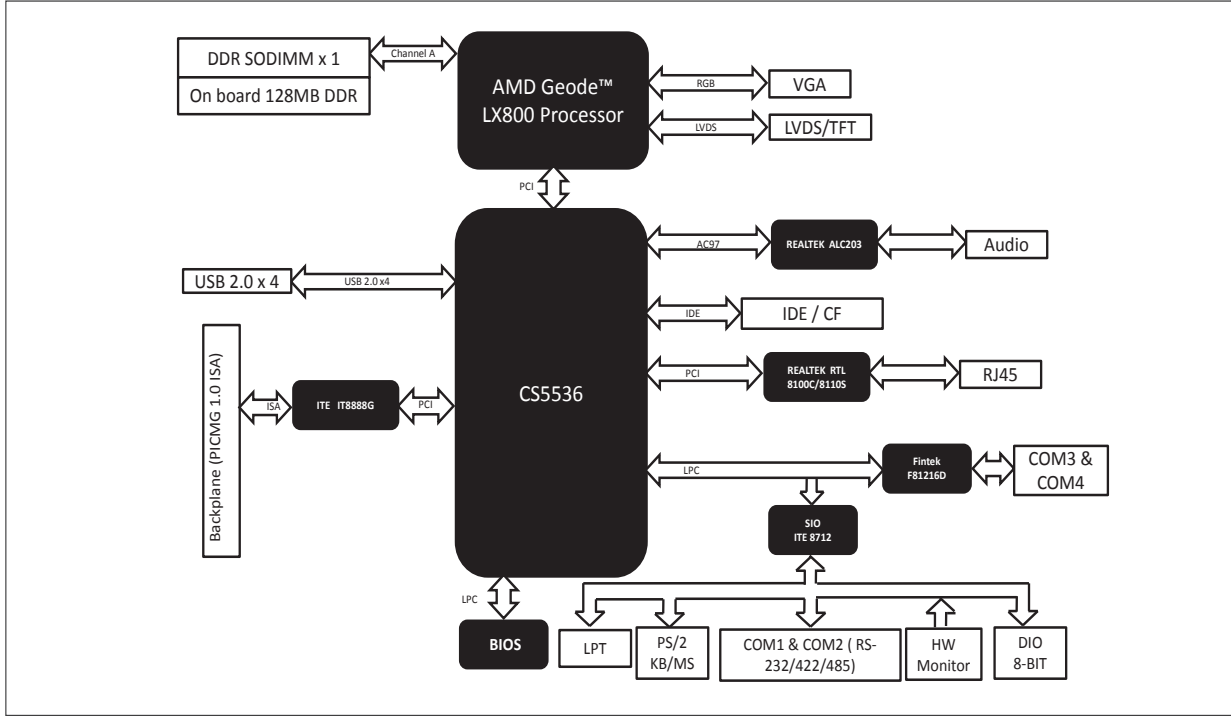 DDR SODIMM x 1
On board 128MB DDR
Channel A
AMD Geode™
LX800 Processor
RGB
VGA
LVDS
LVDS/TFT
PCI
CS5536
AC97
REALTEK ALC203
Audio
USB 2.0 x 4
USB 2.0 x4
IDE
IDE / CF
PCI
REALTEK RTL
8100C/8110S
RJ45
Backplane (PICMG 1.0 ISA)
ISA
ITE IT8888G
PCI
LPC
Fintek
F81216D
COM3 &
COM4
SIO
ITE 8712
LPC
BIOS
LPT
PS/2
KB/MS
COM1 & COM2 ( RS-
232/422/485)
HW
Monitor
DIO
8-BIT